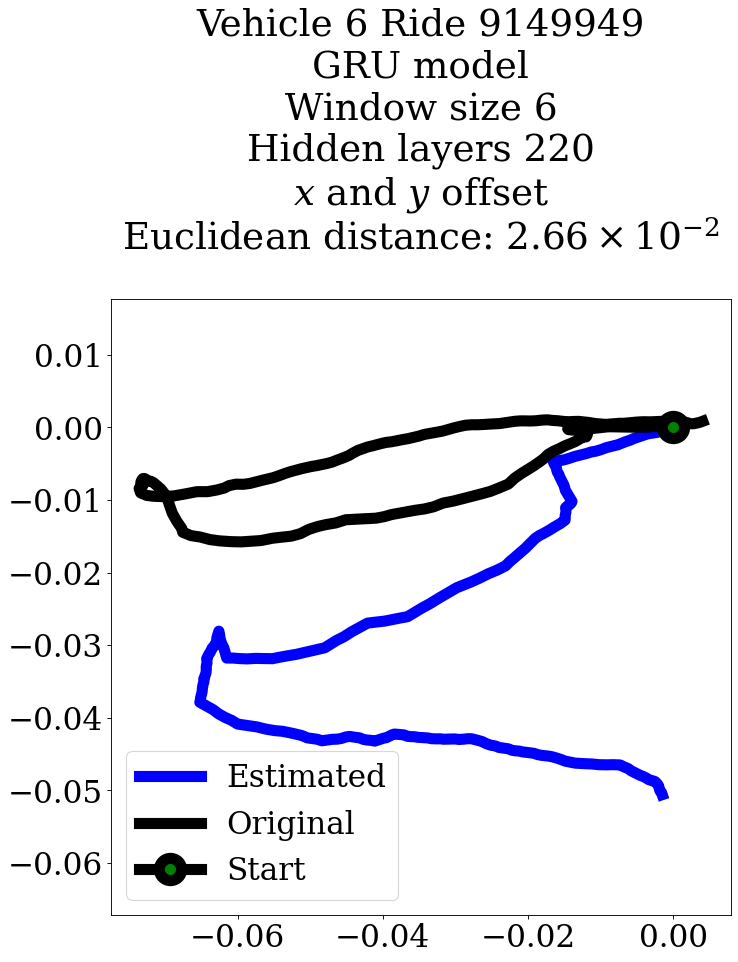 Vehicle 6 Ride 9149949
GRU model
Window size 6
Hidden layers 220
x and y offset
Euclidean distance: 2.66 × 10⁻²
0.01
0.00
−0.01
−0.02
−0.03
−0.04
−0.05
−0.06
Estimated
Original
Start
−0.06 −0.04 −0.02 0.00